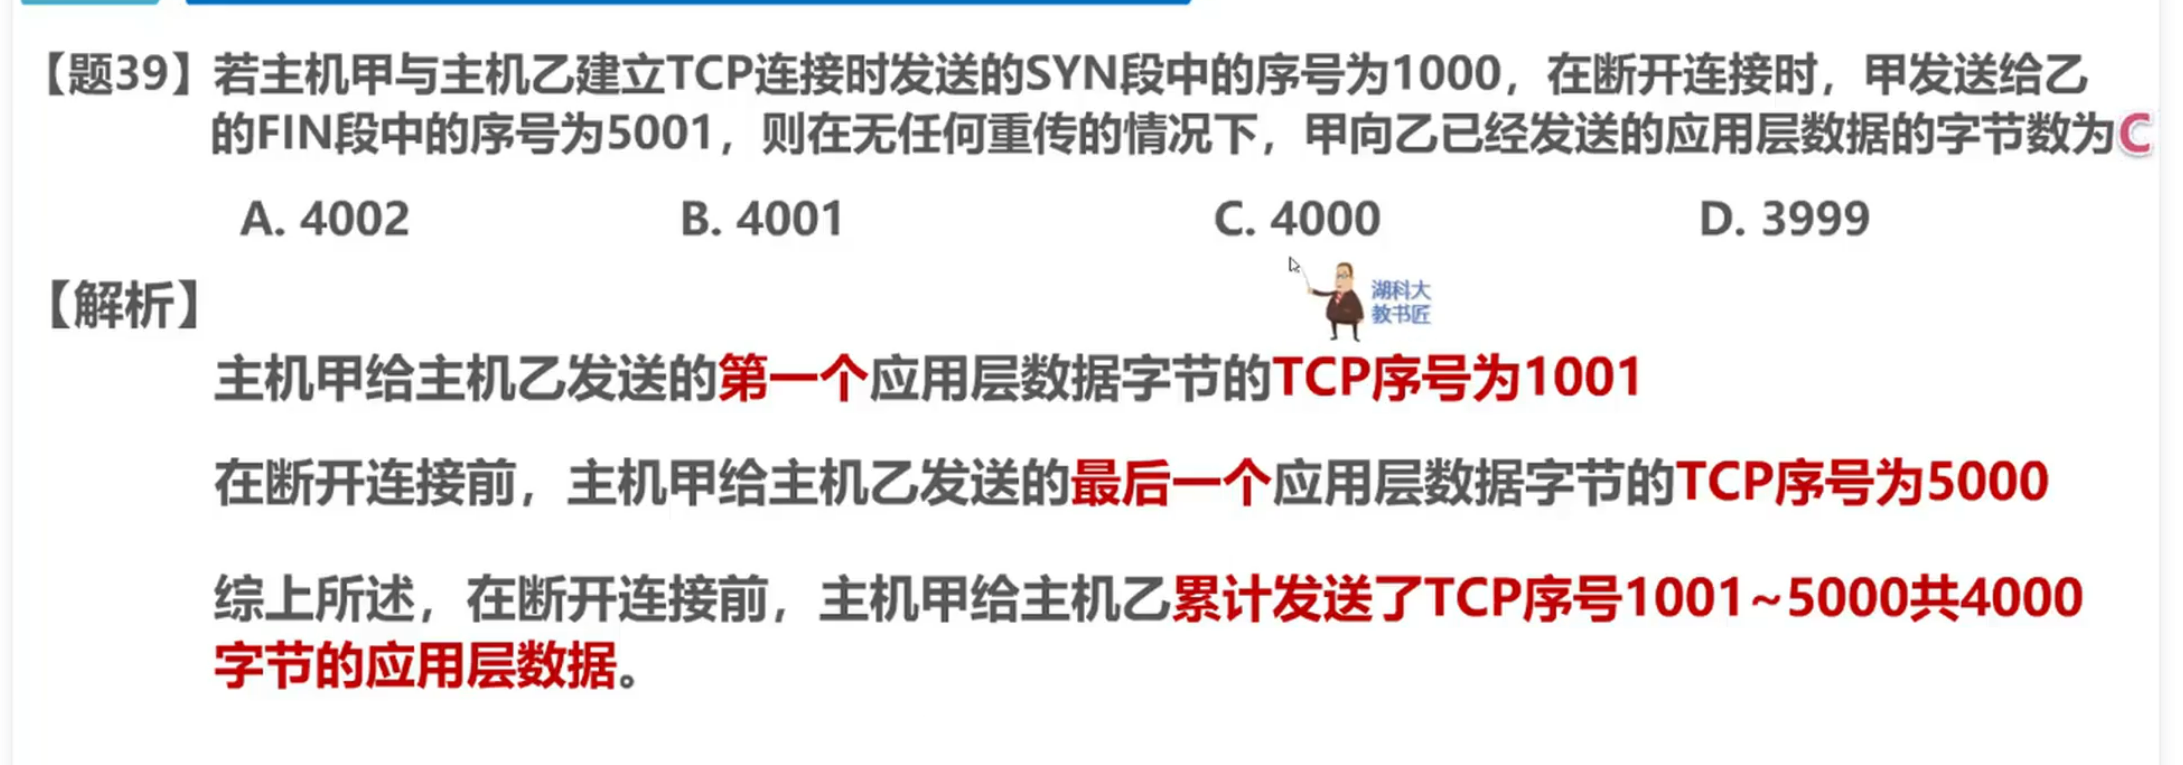 【题39】若主机甲与主机乙建立TCP连接时发送的SYN段中的序号为1000，在断开连接时，甲发送给乙
的FIN段中的序号为5001，则在无任何重传的情况下，甲向乙已经发送的应用层数据的字节数为C
A. 4002 B. 4001 C. 4000 D. 3999
【解析】
湖科大
教书匠
主机甲给主机乙发送的第一个应用层数据字节的TCP序号为1001
在断开连接前，主机甲给主机乙发送的最后一个应用层数据字节的TCP序号为5000
综上所述，在断开连接前，主机甲给主机乙累计发送了TCP序号1001~5000共4000
字节的应用层数据。